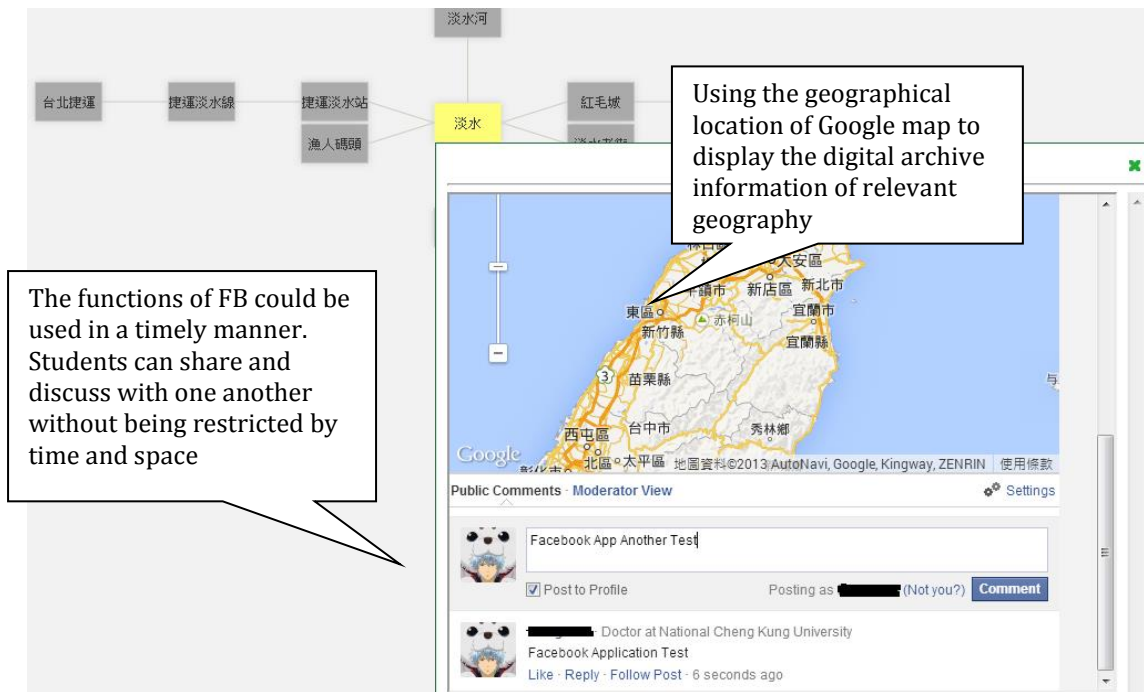 淡水河
台北捷運
捷運淡水線
捷運淡水站
淡水
紅毛城
漁人碼頭
Using the geographical
location of Google map to
display the digital archive
information of relevant
geography
The functions of FB could be
used in a timely manner.
Students can share and
discuss with one another
without being restricted by
time and space
大安區
新店區
新北市
東區
赤柯山
宜蘭市
新竹縣
宜蘭縣
3
苗栗縣
台中市
秀林鄉
西屯區
Google
北區
太平區
地圖資料©2013 AutoNavi, Google, Kingway, ZENRIN
使用條款
Public Comments · Moderator View
Settings
Facebook App Another Test
Post to Profile
Posting as
(Not you?)
Comment
· Doctor at National Cheng Kung University
Facebook Application Test
Like · Reply · Follow Post · 6 seconds ago